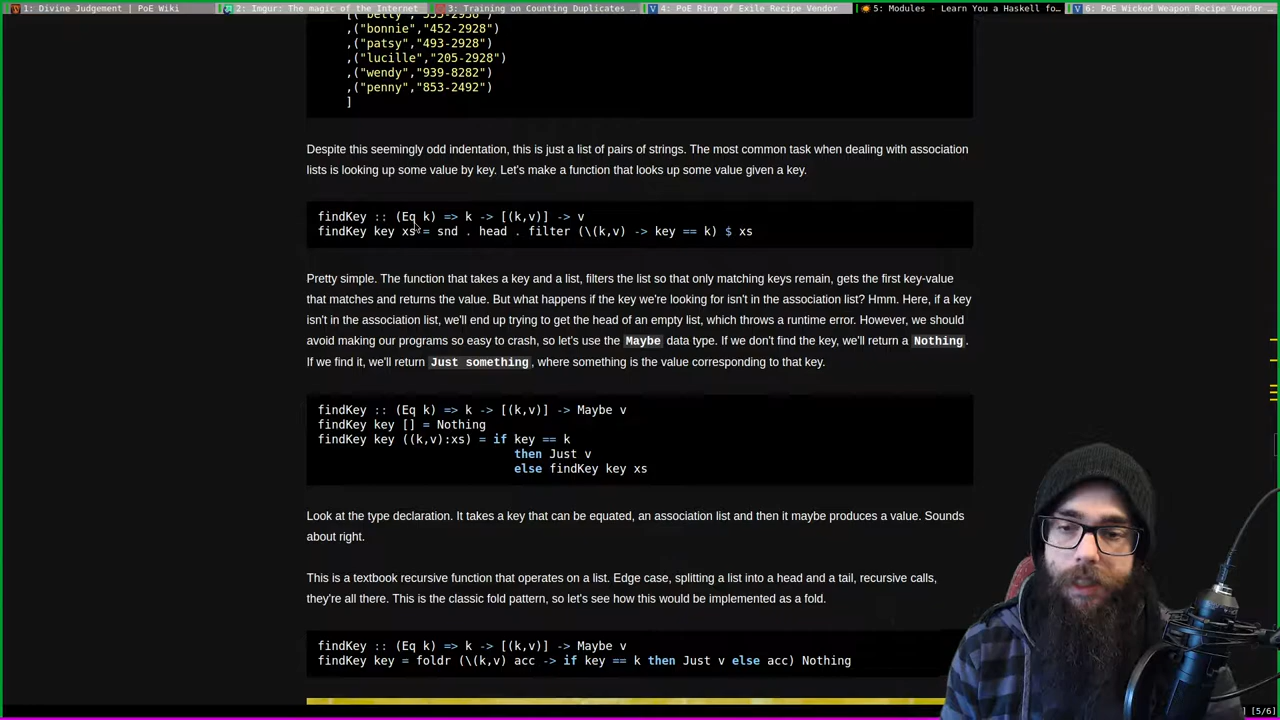 1: Divine Judgement | PoE Wiki
2: Imgur: The magic of the Internet
3: Training on Counting Duplicates …
4: PoE Ring of Exile Recipe Vendor
5: Modules - Learn You a Haskell fo…
6: PoE Wicked Weapon Recipe Vendor …
[("betty","555-2938")
,("bonnie","452-2928")
,("patsy","493-2928")
,("lucille","205-2928")
,("wendy","939-8282")
,("penny","853-2492")
]
Despite this seemingly odd indentation, this is just a list of pairs of strings. The most common task when dealing with association
lists is looking up some value by key. Let's make a function that looks up some value given a key.
findKey :: (Eq k) => k -> [(k,v)] -> v
findKey key xs = snd . head . filter (\(k,v) -> key == k) $ xs
Pretty simple. The function that takes a key and a list, filters the list so that only matching keys remain, gets the first key-value
that matches and returns the value. But what happens if the key we're looking for isn't in the association list? Hmm. Here, if a key
isn't in the association list, we'll end up trying to get the head of an empty list, which throws a runtime error. However, we should
avoid making our programs so easy to crash, so let's use the Maybe data type. If we don't find the key, we'll return a Nothing.
If we find it, we'll return Just something, where something is the value corresponding to that key.
findKey :: (Eq k) => k -> [(k,v)] -> Maybe v
findKey key [] = Nothing
findKey key ((k,v):xs) = if key == k
then Just v
else findKey key xs
Look at the type declaration. It takes a key that can be equated, an association list and then it maybe produces a value. Sounds
about right.
This is a textbook recursive function that operates on a list. Edge case, splitting a list into a head and a tail, recursive calls,
they're all there. This is the classic fold pattern, so let's see how this would be implemented as a fold.
findKey :: (Eq k) => k -> [(k,v)] -> Maybe v
findKey key = foldr (\(k,v) acc -> if key == k then Just v else acc) Nothing
] [5/6]